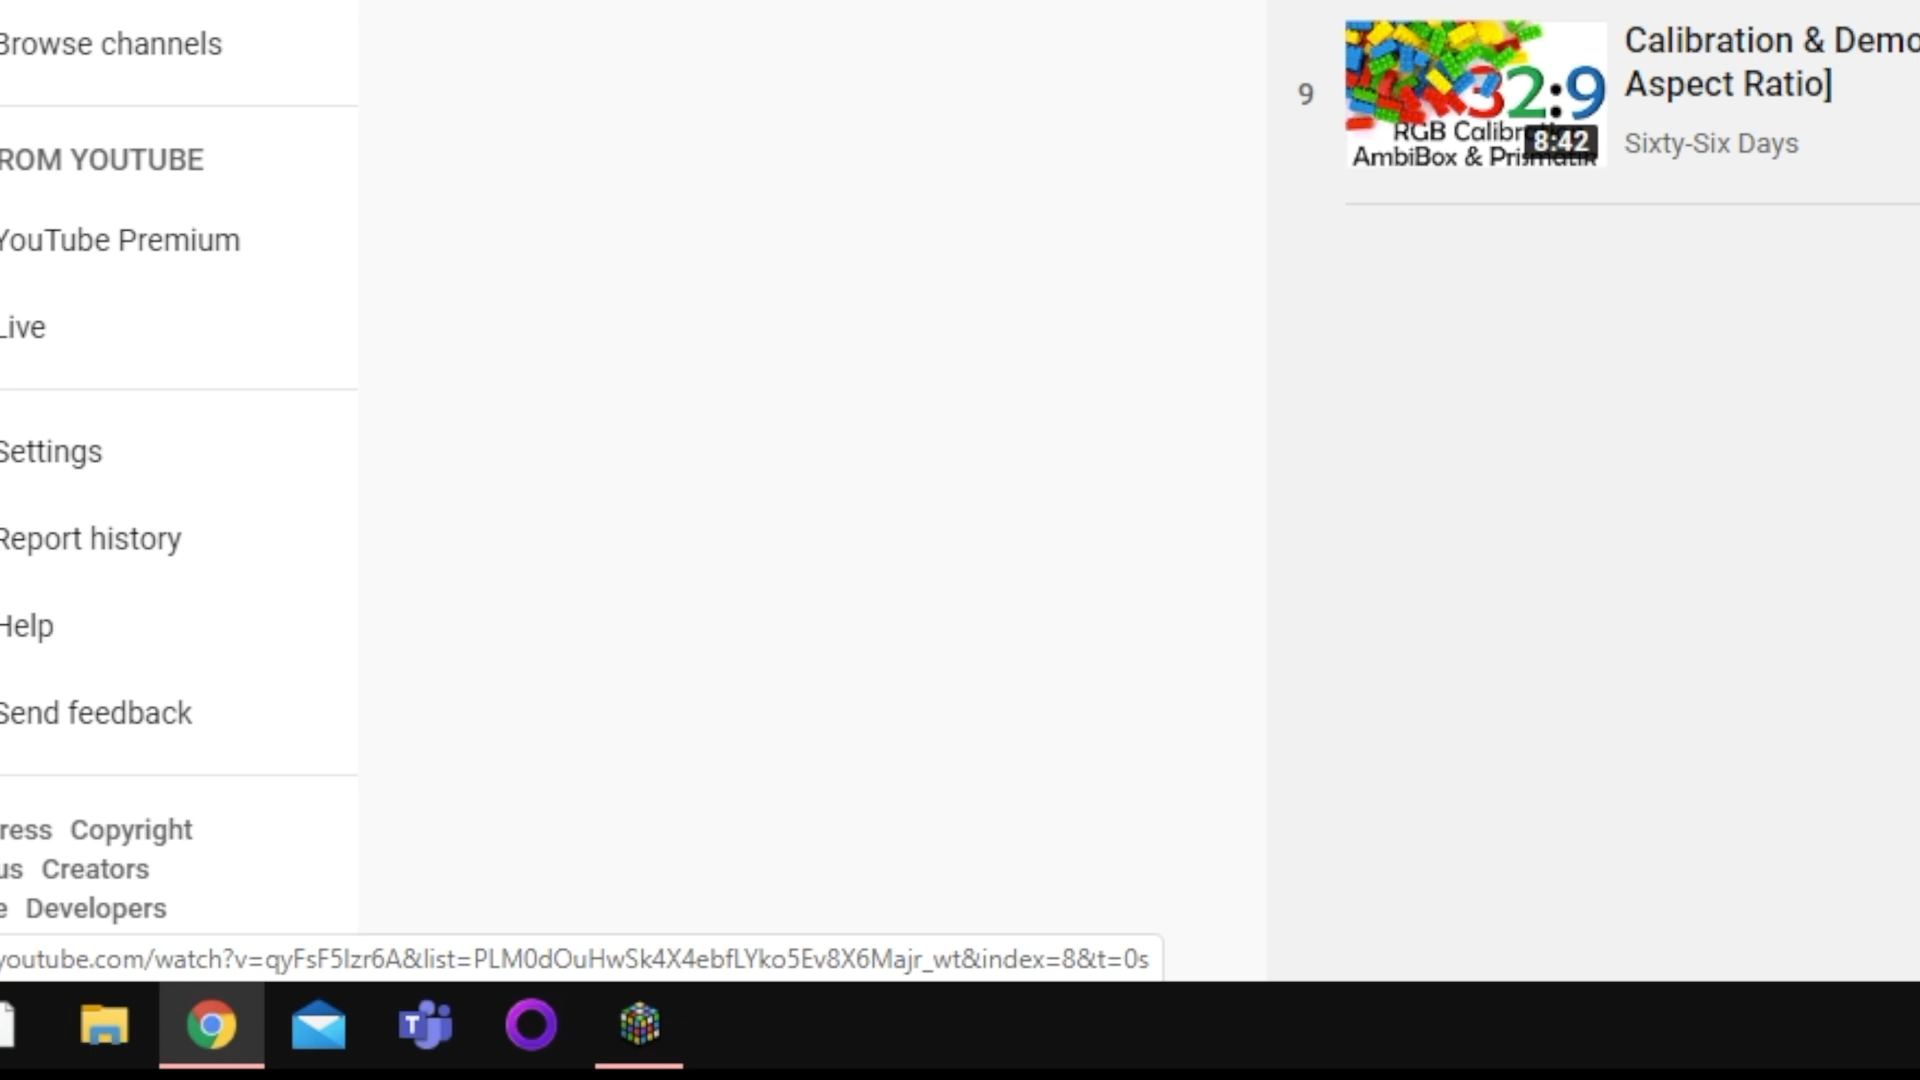 Browse channels
ROM YOUTUBE
YouTube Premium
Live
Settings
Report history
Help
Send feedback
ress Copyright
us Creators
e Developers
youtube.com/watch?v=qyFsF5Izr6A&list=PLM0dOuHwSk4X4ebfLYko5Ev8X6Majr_wt&index=8&t=0s
9
32:9
RGB Calibr
8:42
AmbiBox & Prismatik
Calibration & Demo
Aspect Ratio]
Sixty-Six Days
T